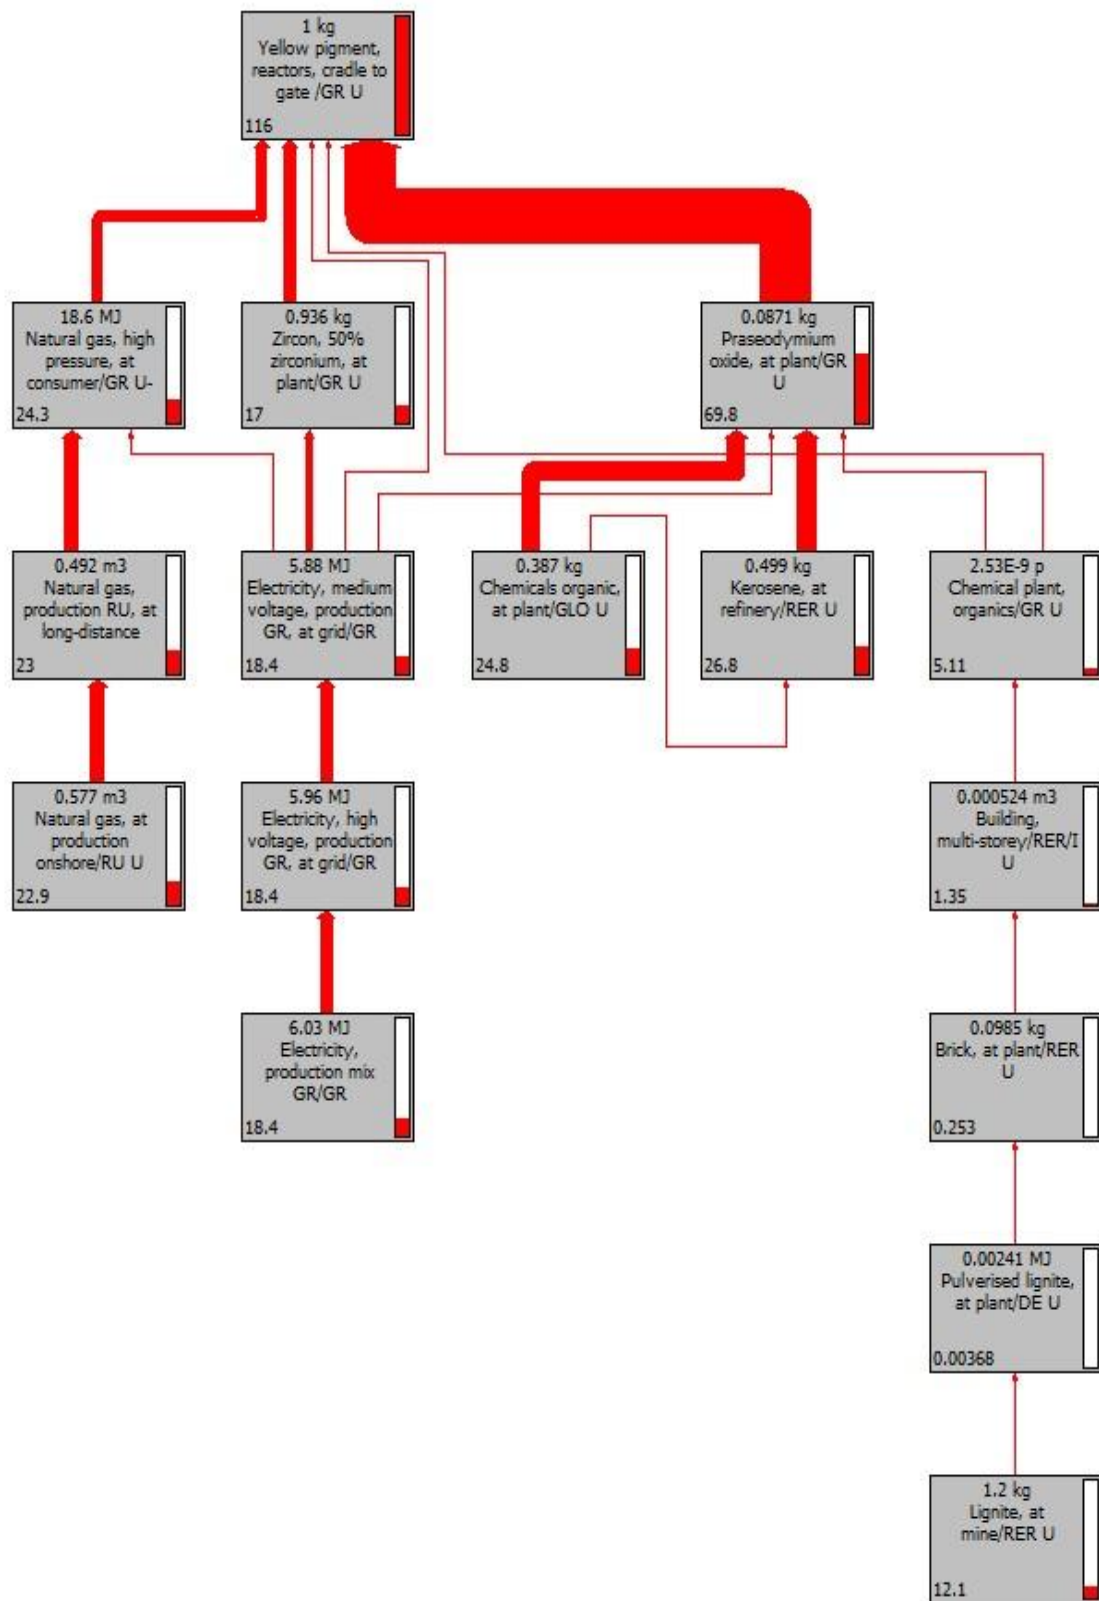 1 kg
Yellow pigment,
reactors, cradle to
gate /GR U
116
18.6 MJ
Natural gas, high
pressure, at
consumer/GR U-
24.3
0.936 kg
Zircon, 50%
zirconium, at
plant/GR U
17
0.0871 kg
Praseodymium
oxide, at plant/GR
U
69.8
0.492 m3
Natural gas,
production RU, at
long-distance
23
5.88 MJ
Electricity, medium
voltage, production
GR, at grid/GR
18.4
0.387 kg
Chemicals organic,
at plant/GLO U
24.8
0.499 kg
Kerosene, at
refinery/RER U
26.8
2.53E-9 p
Chemical plant,
organics/GR U
5.11
0.577 m3
Natural gas, at
production
onshore/RU U
22.9
5.96 MJ
Electricity, high
voltage, production
GR, at grid/GR
18.4
0.000524 m3
Building,
multi-storey/RER/I
U
1.35
6.03 MJ
Electricity,
production mix
GR/GR
18.4
0.0985 kg
Brick, at plant/RER
U
0.253
0.00241 MJ
Pulverised lignite,
at plant/DE U
0.00368
1.2 kg
Lignite, at
mine/RER U
12.1